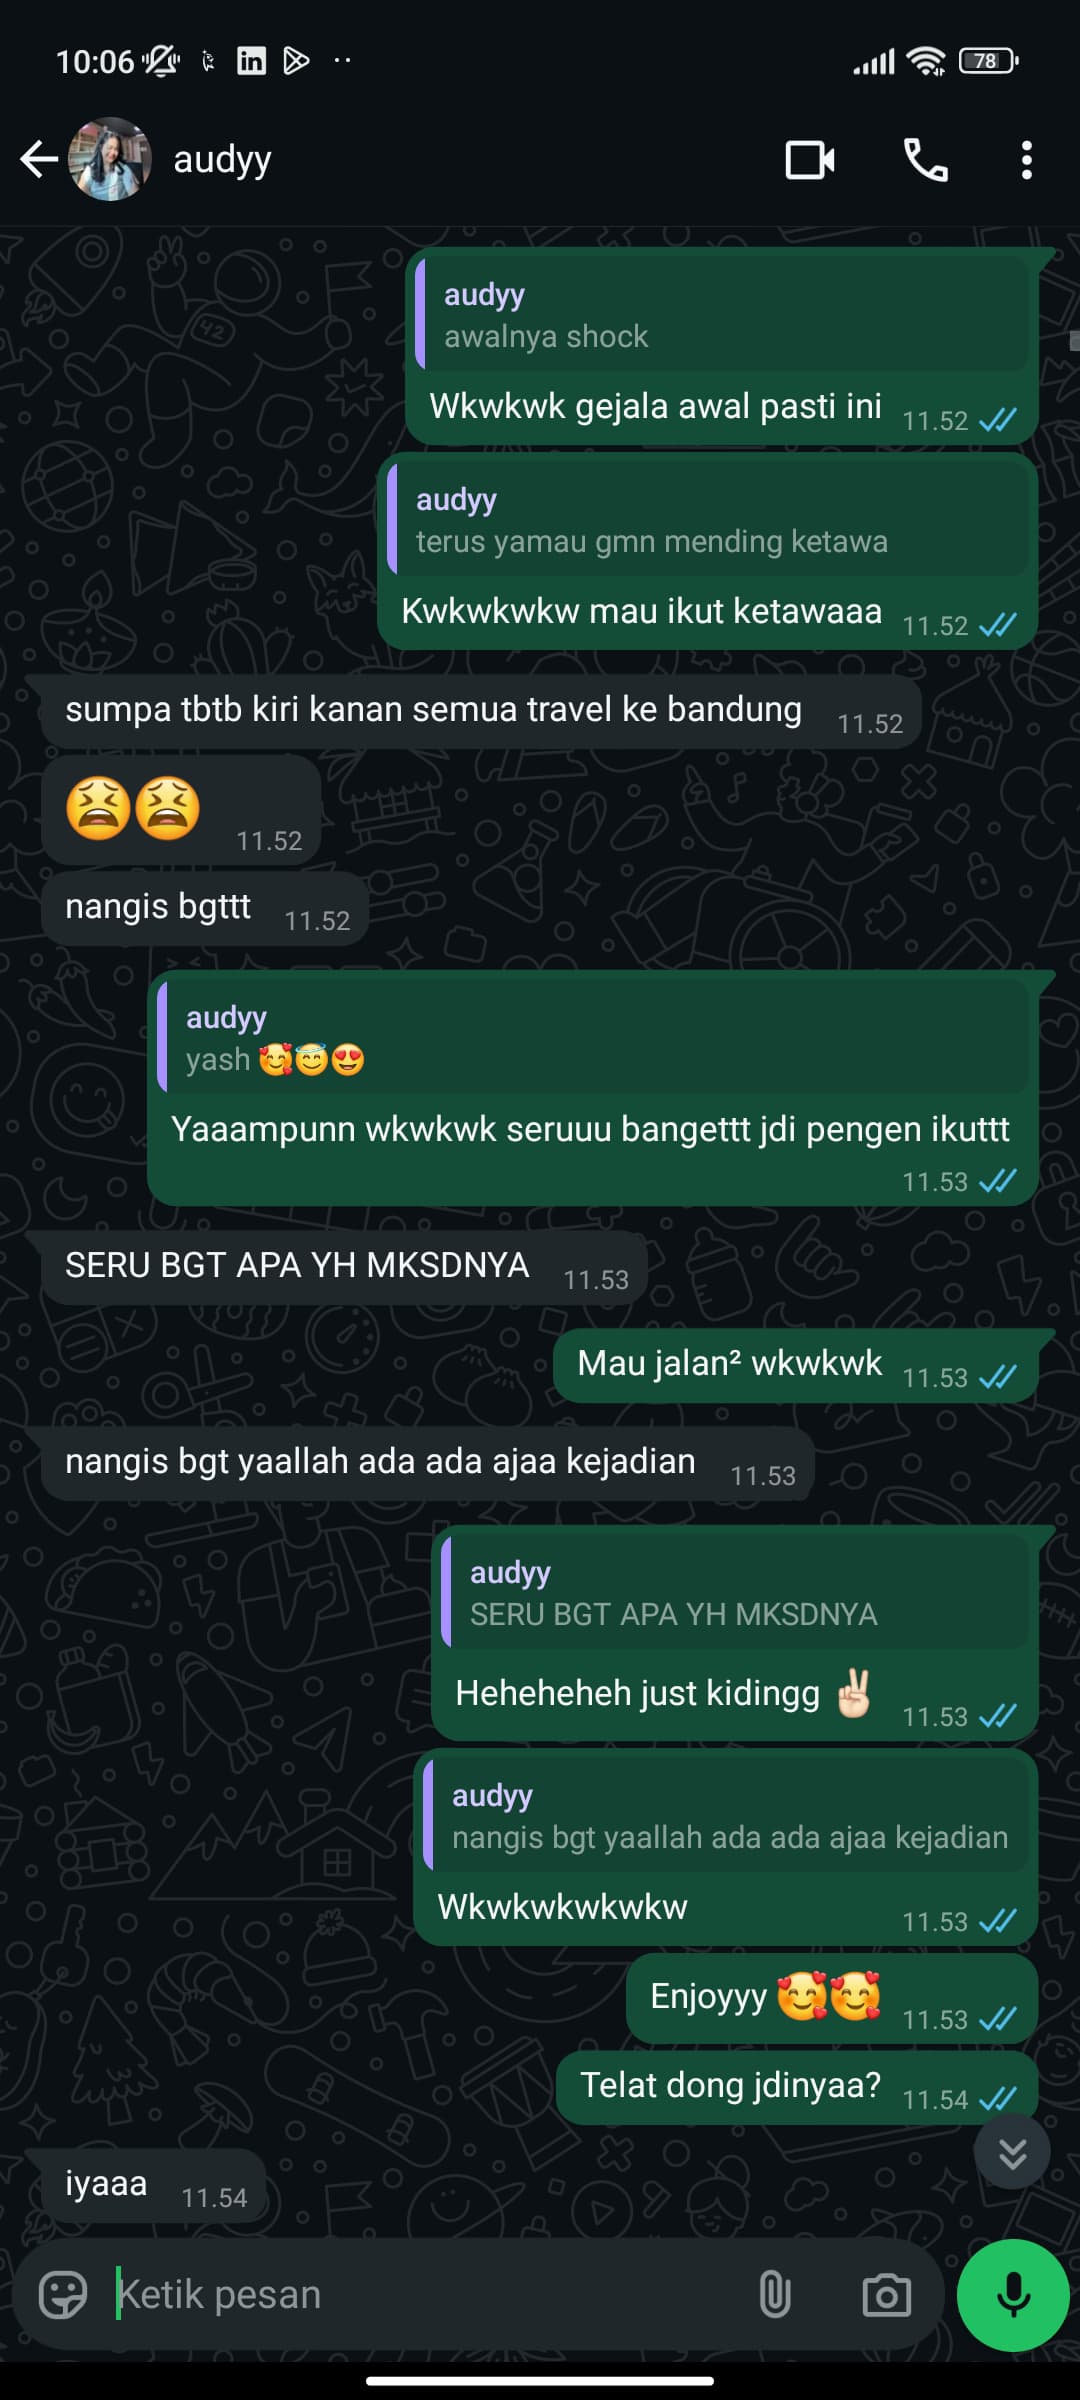 10:06
in
78
audyy
audyy
awalnya shock
Wkwkwk gejala awal pasti ini 11.52
audyy
terus yamau gmn mending ketawa
Kwkwkwkw mau ikut ketawaaa 11.52
sumpa tbtb kiri kanan semua travel ke bandung 11.52
😫😫 11.52
nangis bgttt 11.52
audyy
yash 🥰😇😍
Yaaampunn wkwkwk seruuu bangettt jdi pengen ikuttt
11.53
SERU BGT APA YH MKSDNYA 11.53
Mau jalan² wkwkwk 11.53
nangis bgt yaallah ada ada ajaa kejadian 11.53
audyy
SERU BGT APA YH MKSDNYA
Heheheheh just kidingg ✌🏻 11.53
audyy
nangis bgt yaallah ada ada ajaa kejadian
Wkwkwkwkwkw 11.53
Enjoyyy 🥰🥰 11.53
Telat dong jdinyaa? 11.54
iyaaa 11.54
Ketik pesan